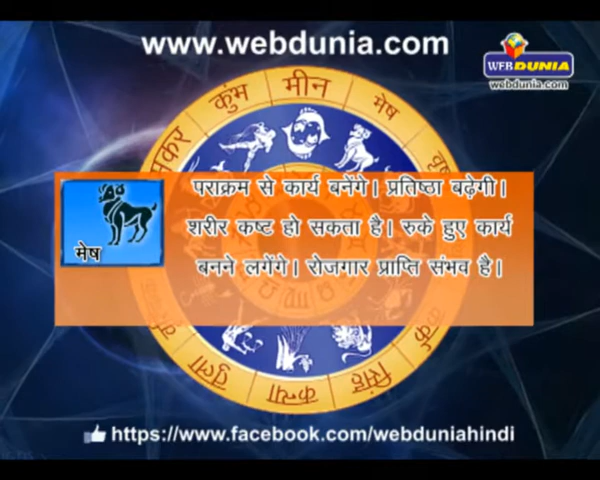 www.webdunia.com
WEBDUNIA
webdunia.com
कुंभ
मीन
मेष
मकर
पराक्रम से कार्य बनेंगे। प्रतिष्ठा बढ़ेगी।
शरीर कष्ट हो सकता है। रुके हुए कार्य
बनने लगेंगे। रोजगार प्राप्ति संभव है।
मेष
कर्क
तुला
कन्या
सिंह
https://www.facebook.com/webduniahindi